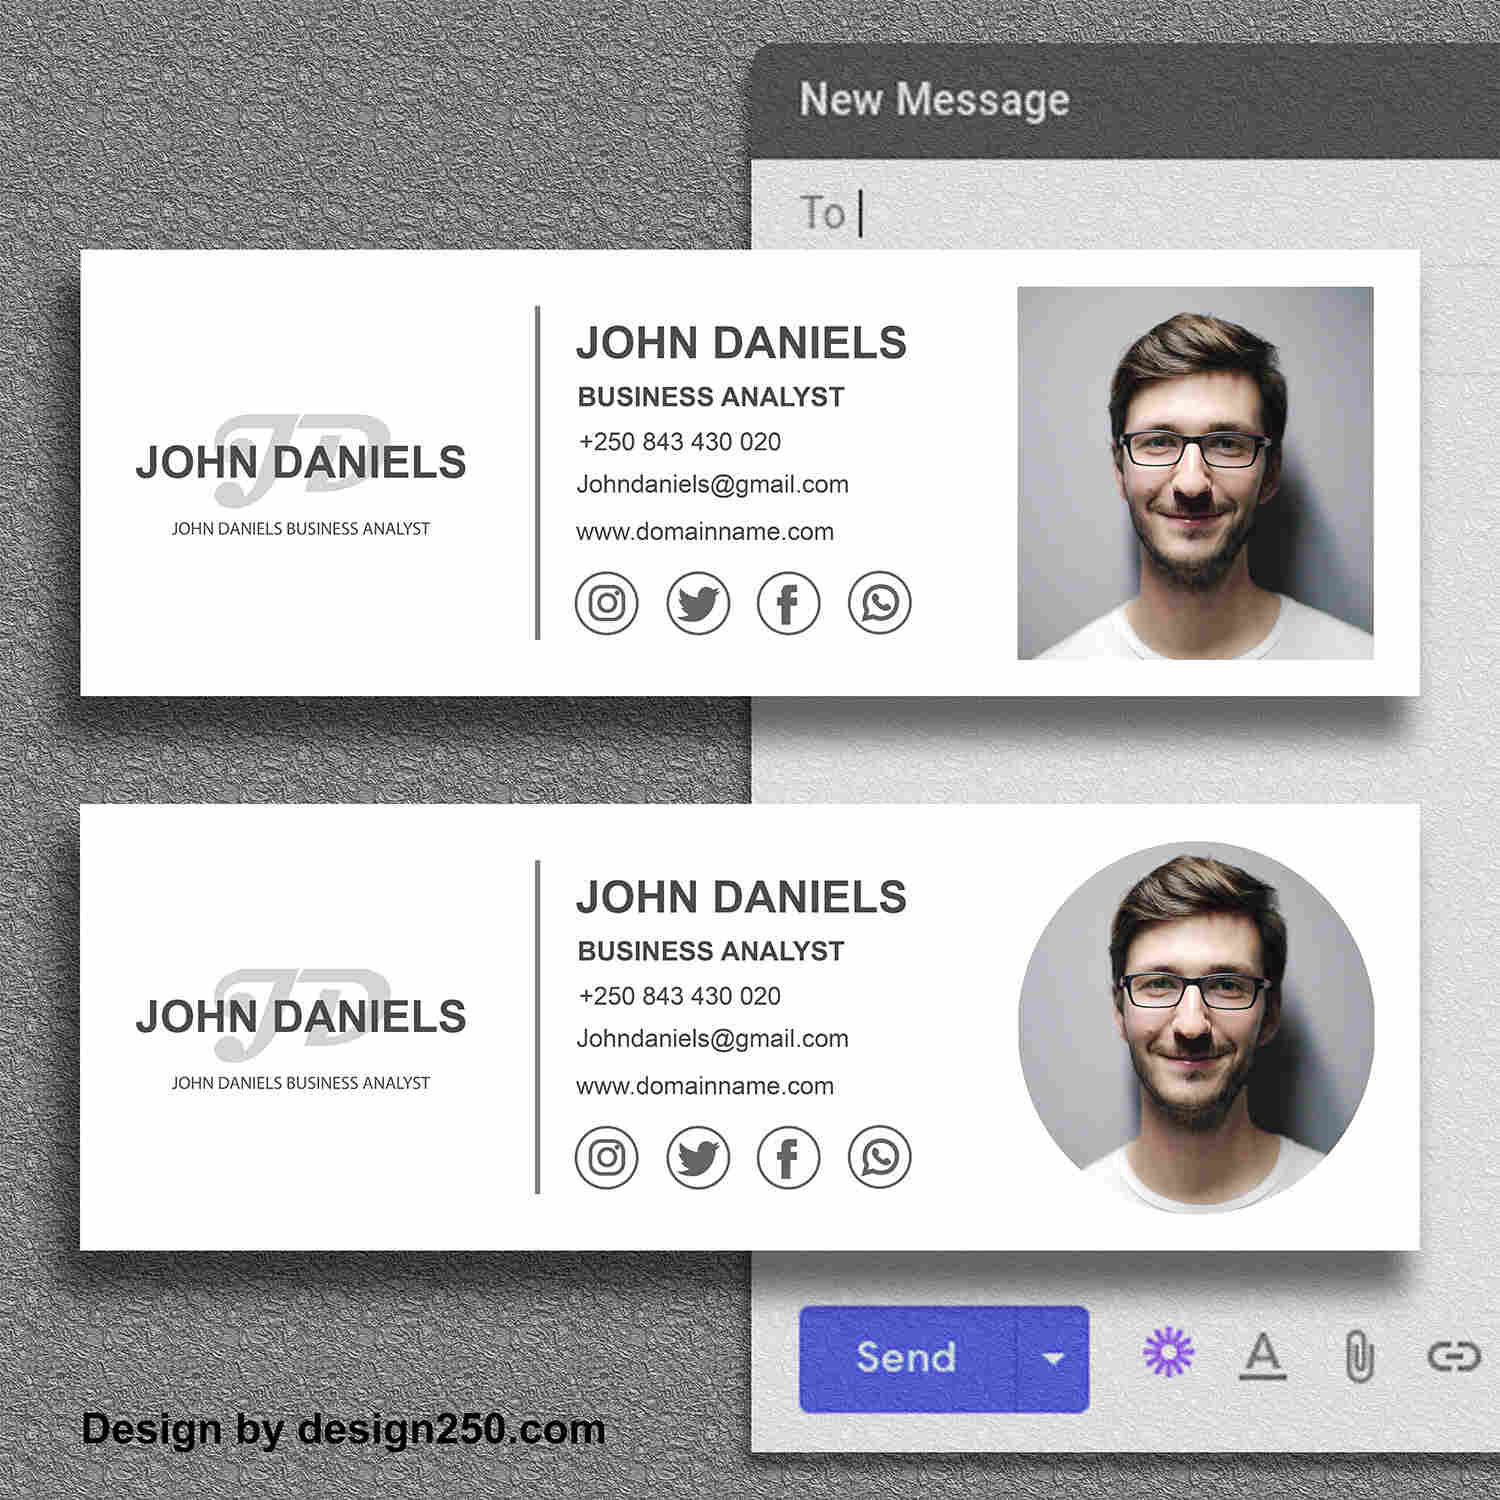 New Message
To
JOHN DANIELS
JOHN DANIELS BUSINESS ANALYST
JOHN DANIELS
BUSINESS ANALYST
+250 843 430 020
Johndaniels@gmail.com
www.domainname.com
JD
JOHN DANIELS
JOHN DANIELS BUSINESS ANALYST
JOHN DANIELS
BUSINESS ANALYST
+250 843 430 020
Johndaniels@gmail.com
www.domainname.com
JD
Send
A
Design by design250.com